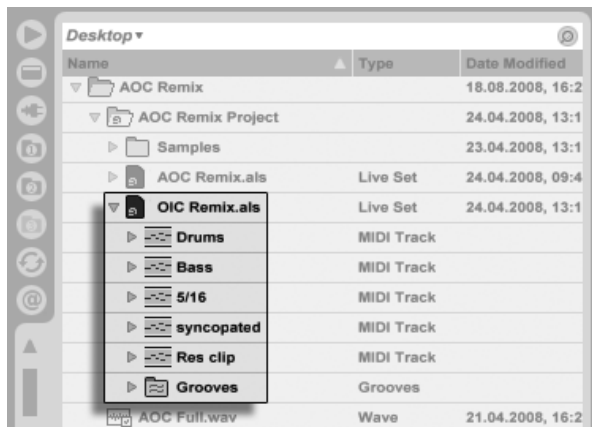 Desktop
Name Type Date Modified
AOC Remix 18.08.2008, 16:2
AOC Remix Project 24.04.2008, 13:1
Samples 23.04.2008, 13:1
AOC Remix.als Live Set 24.04.2008, 09:4
OIC Remix.als Live Set 24.04.2008, 13:1
Drums MIDI Track
Bass MIDI Track
5/16 MIDI Track
syncopated MIDI Track
Res clip MIDI Track
Grooves Grooves
AOC Full.wav Wave 21.04.2008, 16:2
1
2
3
@